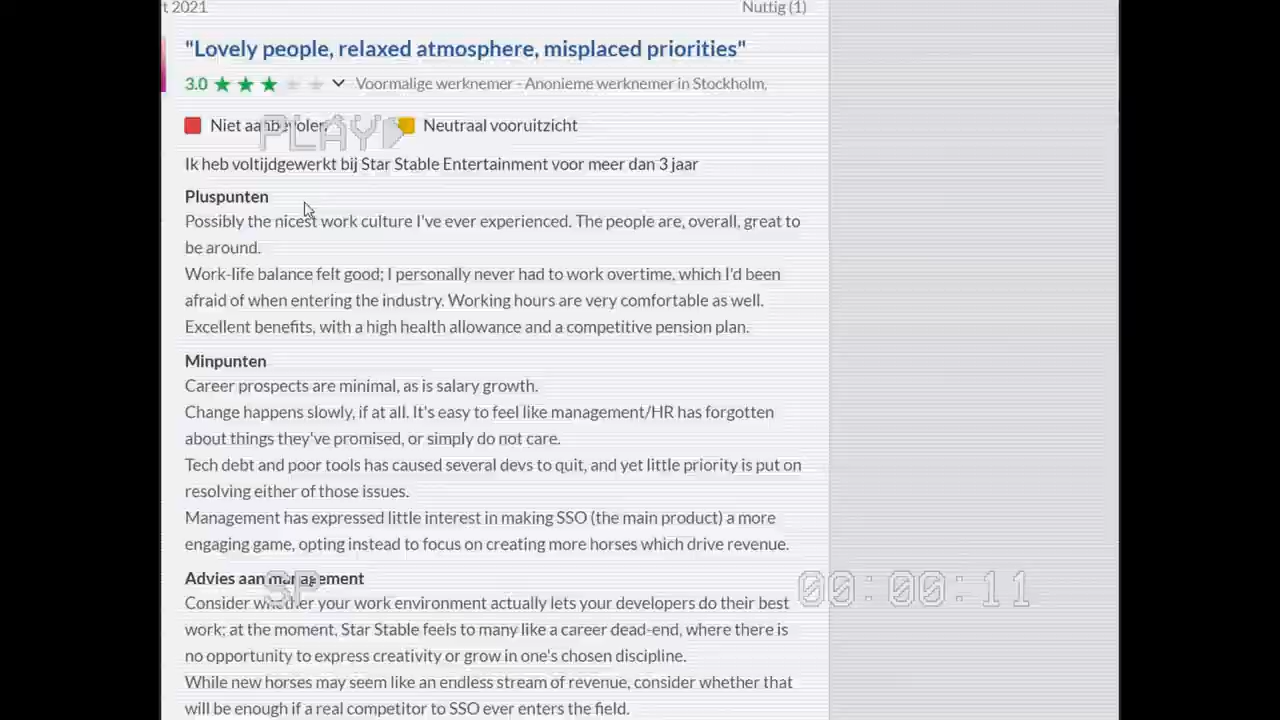 t 2021
Nuttig (1)
"Lovely people, relaxed atmosphere, misplaced priorities"
3.0 ★ ★ ★ ★ ★ Voormalige werknemer - Anonieme werknemer in Stockholm,
Niet aanbevolen Neutraal vooruitzicht
PLAY
Ik heb voltijdgewerkt bij Star Stable Entertainment voor meer dan 3 jaar
Pluspunten
Possibly the nicest work culture I've ever experienced. The people are, overall, great to
be around.
Work-life balance felt good; I personally never had to work overtime, which I'd been
afraid of when entering the industry. Working hours are very comfortable as well.
Excellent benefits, with a high health allowance and a competitive pension plan.
Minpunten
Career prospects are minimal, as is salary growth.
Change happens slowly, if at all. It's easy to feel like management/HR has forgotten
about things they've promised, or simply do not care.
Tech debt and poor tools has caused several devs to quit, and yet little priority is put on
resolving either of those issues.
Management has expressed little interest in making SSO (the main product) a more
engaging game, opting instead to focus on creating more horses which drive revenue.
Advies aan management
SP
00:00:11
Consider whether your work environment actually lets your developers do their best
work; at the moment, Star Stable feels to many like a career dead-end, where there is
no opportunity to express creativity or grow in one's chosen discipline.
While new horses may seem like an endless stream of revenue, consider whether that
will be enough if a real competitor to SSO ever enters the field.